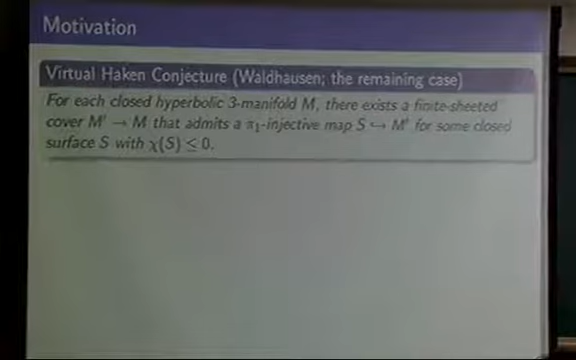 Motivation
Virtual Haken Conjecture (Waldhausen; the remaining case)
For each closed hyperbolic 3-manifold M, there exists a finite-sheeted
cover M′ → M that admits a π₁-injective map S ↪ M′ for some closed
surface S with χ(S) ≤ 0.